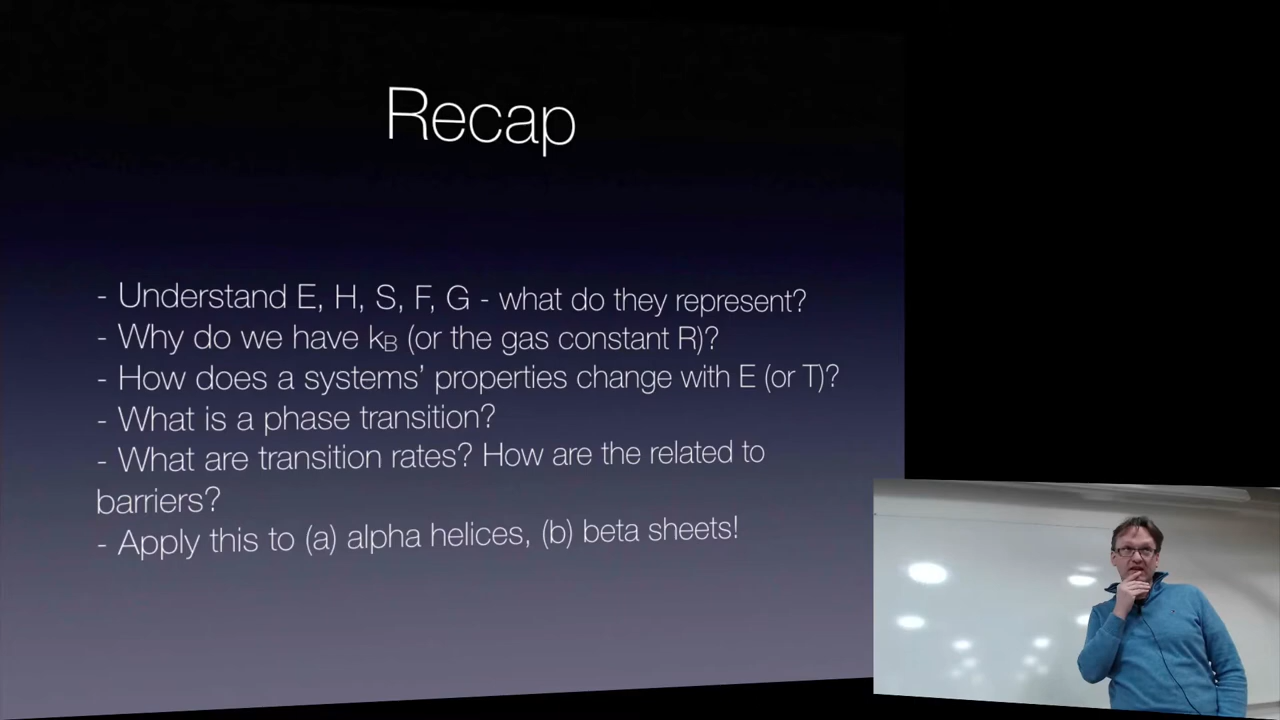 Recap
- Understand E, H, S, F, G - what do they represent?
- Why do we have kB (or the gas constant R)?
- How does a systems' properties change with E (or T)?
- What is a phase transition?
- What are transition rates? How are the related to
barriers?
- Apply this to (a) alpha helices, (b) beta sheets!